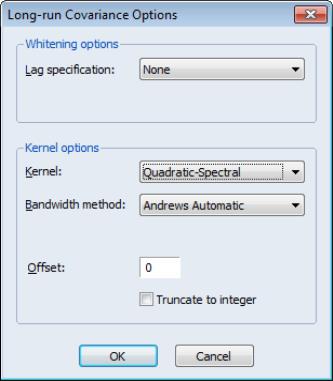 Long-run Covariance Options
Whitening options
Lag specification: None
Kernel options
Kernel: Quadratic-Spectral
Bandwidth method: Andrews Automatic
Offset: 0
Truncate to integer
OK Cancel